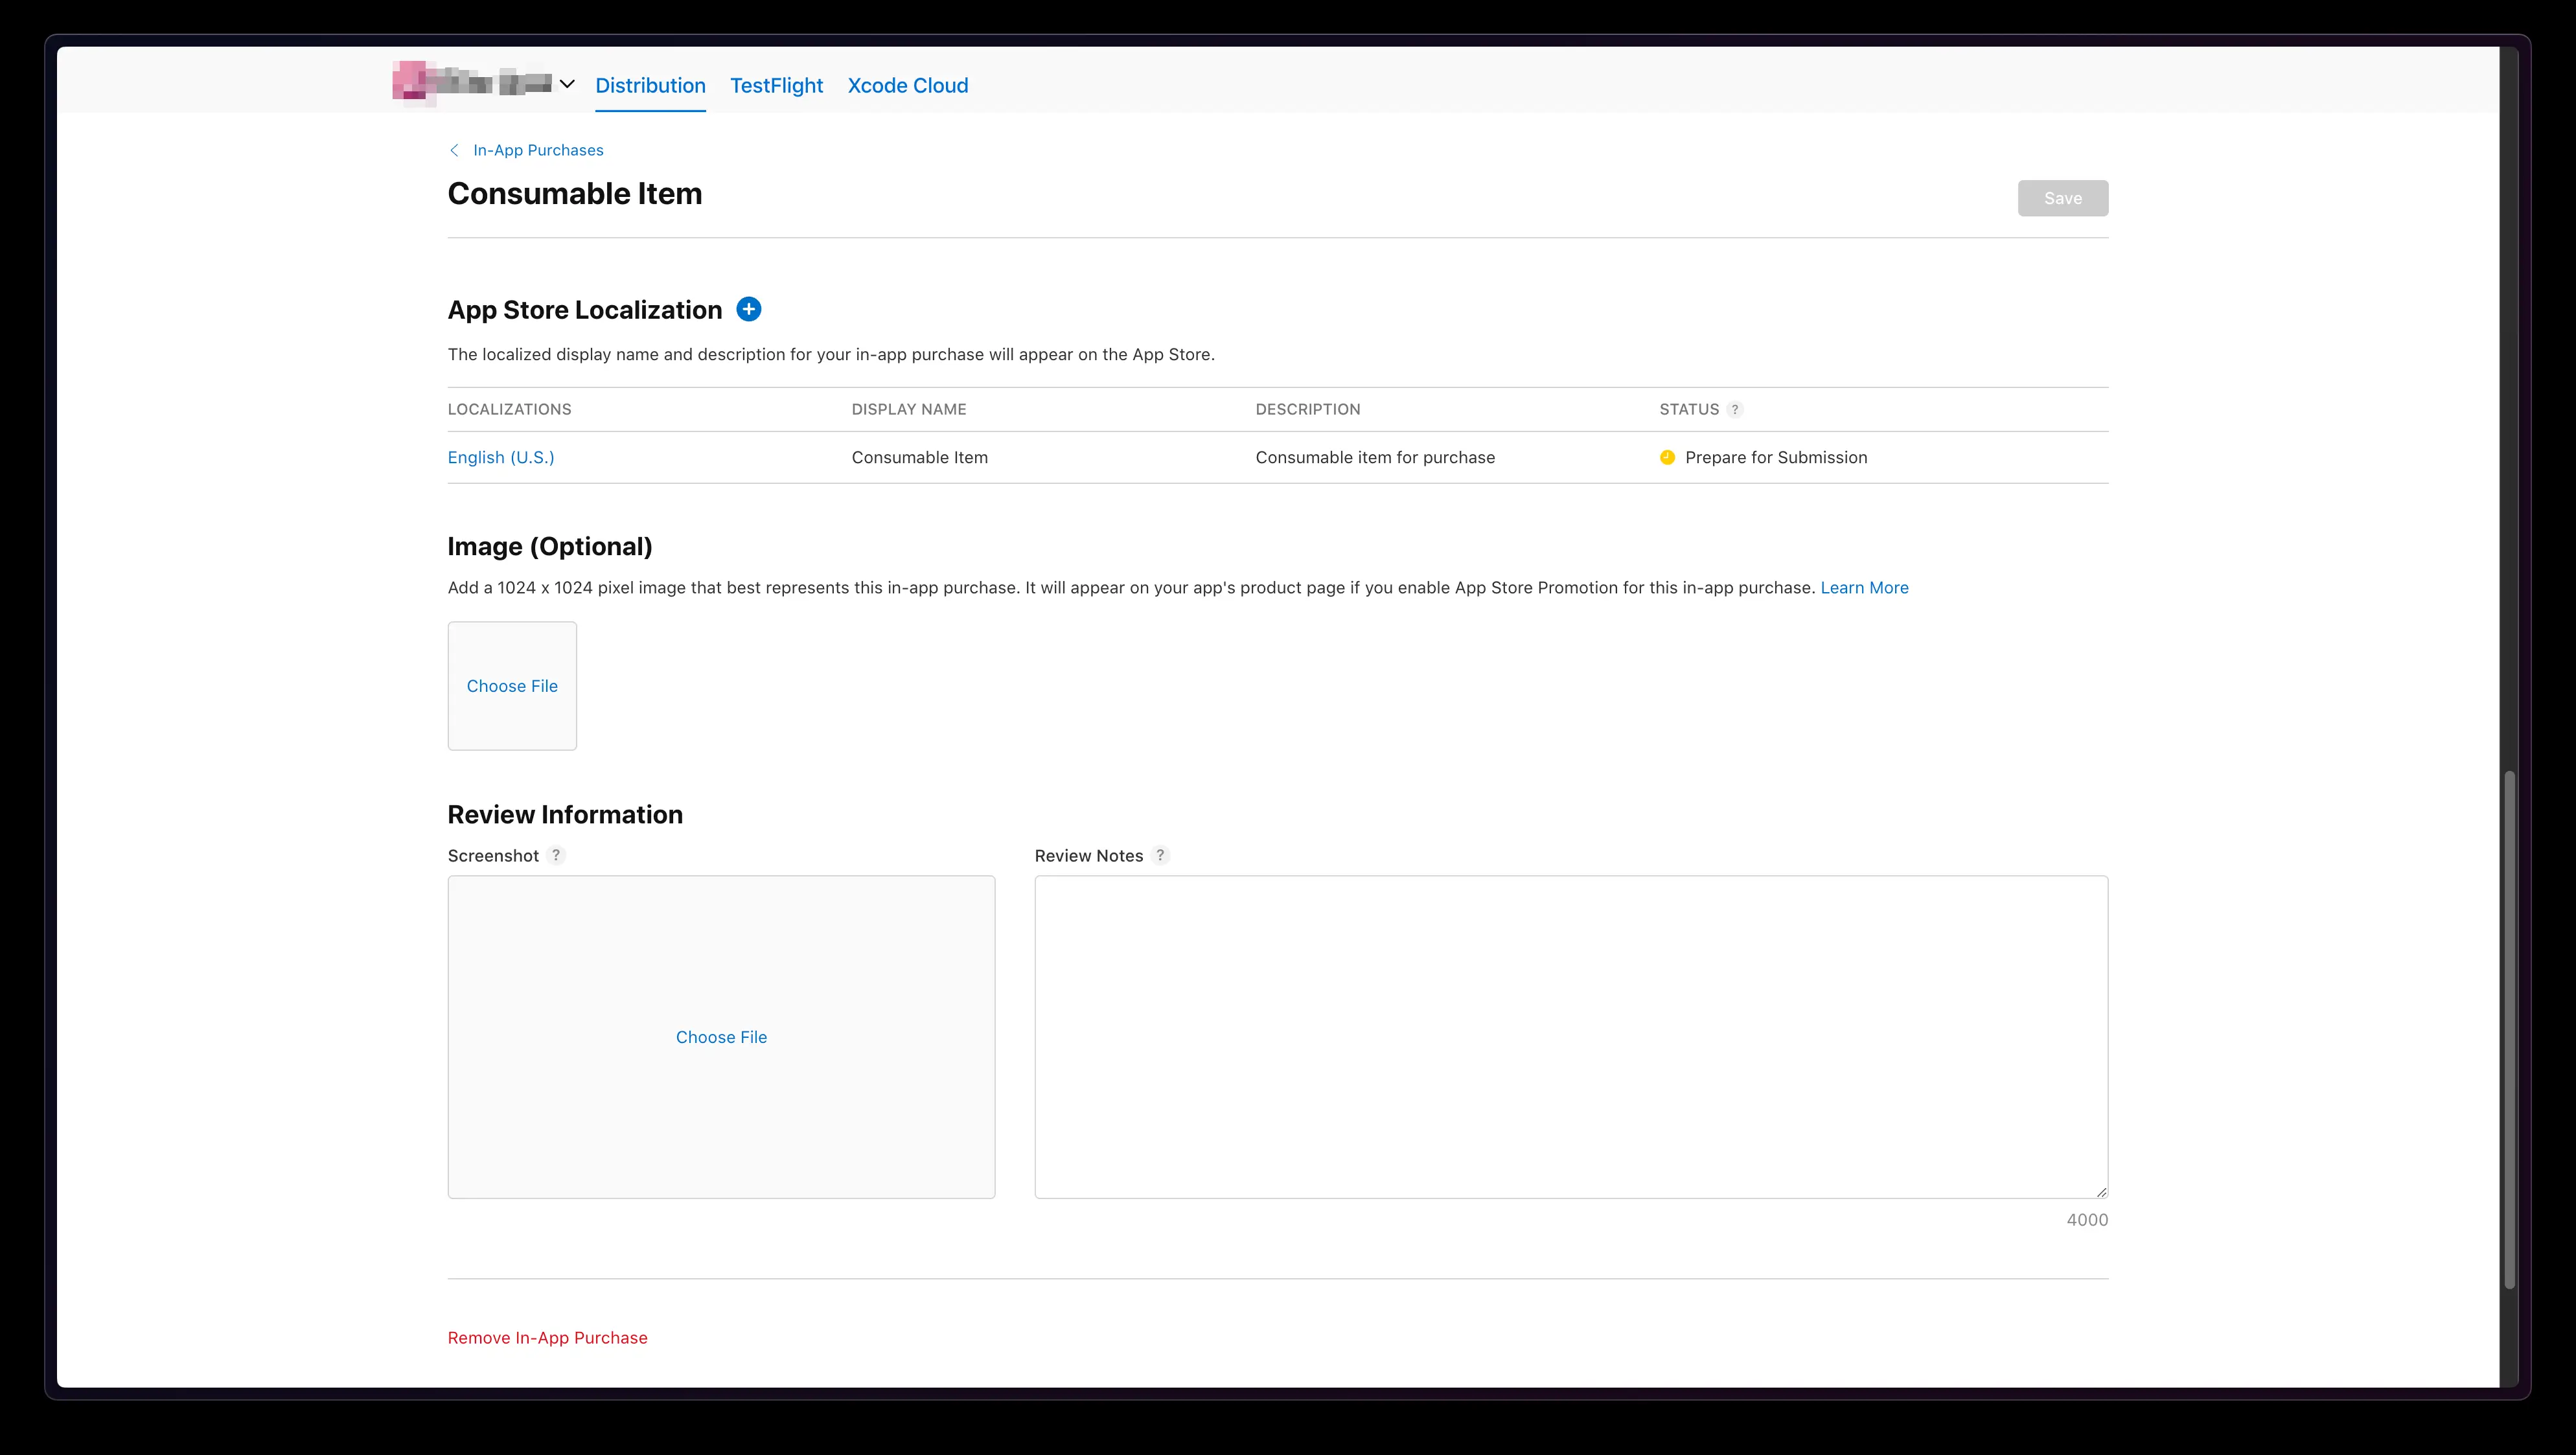 Distribution TestFlight Xcode Cloud
In-App Purchases
Consumable Item
Save
App Store Localization
The localized display name and description for your in-app purchase will appear on the App Store.
LOCALIZATIONS DISPLAY NAME DESCRIPTION STATUS ?
English (U.S.) Consumable Item Consumable item for purchase Prepare for Submission
Image (Optional)
Add a 1024 x 1024 pixel image that best represents this in-app purchase. It will appear on your app's product page if you enable App Store Promotion for this in-app purchase. Learn More
Choose File
Review Information
Screenshot ? Review Notes ?
Choose File
4000
Remove In-App Purchase